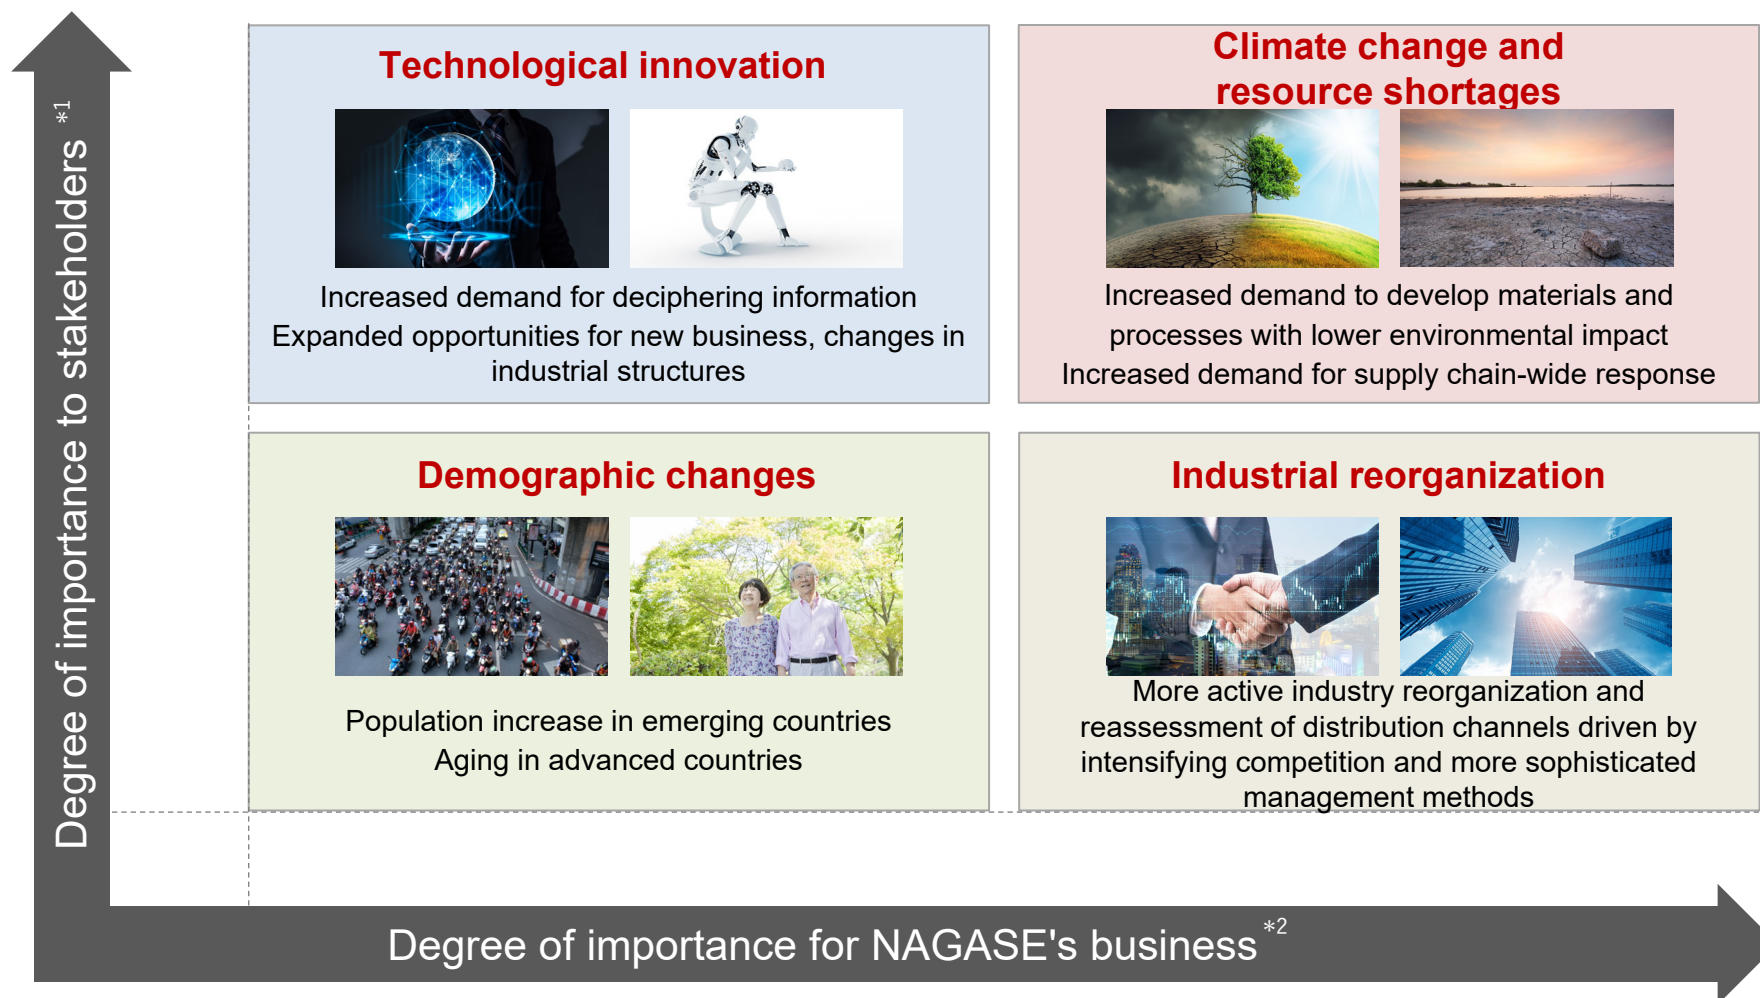 Degree of importance to stakeholders *1
Technological innovation
Increased demand for deciphering information
Expanded opportunities for new business, changes in
industrial structures
Climate change and
resource shortages
Increased demand to develop materials and
processes with lower environmental impact
Increased demand for supply chain-wide response
Demographic changes
Population increase in emerging countries
Aging in advanced countries
Industrial reorganization
More active industry reorganization and
reassessment of distribution channels driven by
intensifying competition and more sophisticated
management methods
Degree of importance for NAGASE's business *2